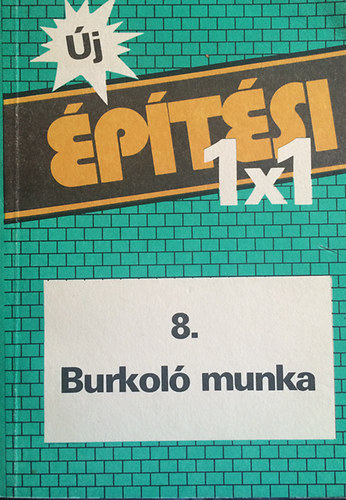 Új
ÉPÍTÉSI
1x1
8.
Burkoló munka